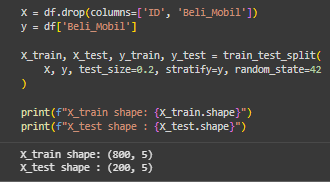 X = df.drop(columns=['ID', 'Beli_Mobil'])
y = df['Beli_Mobil']
X_train, X_test, y_train, y_test = train_test_split(
    X, y, test_size=0.2, stratify=y, random_state=42
)
print(f"X_train shape: {X_train.shape}")
print(f"X_test shape : {X_test.shape}")
X_train shape: (800, 5)
X_test shape : (200, 5)